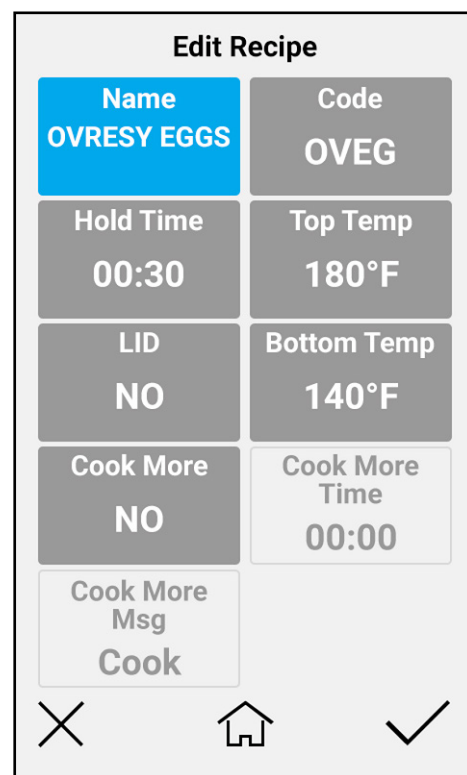 Edit Recipe
Name
OVRESY EGGS
Code
OVEG
Hold Time
00:30
Top Temp
180°F
LID
NO
Bottom Temp
140°F
Cook More
NO
Cook More
Time
00:00
Cook More
Msg
Cook